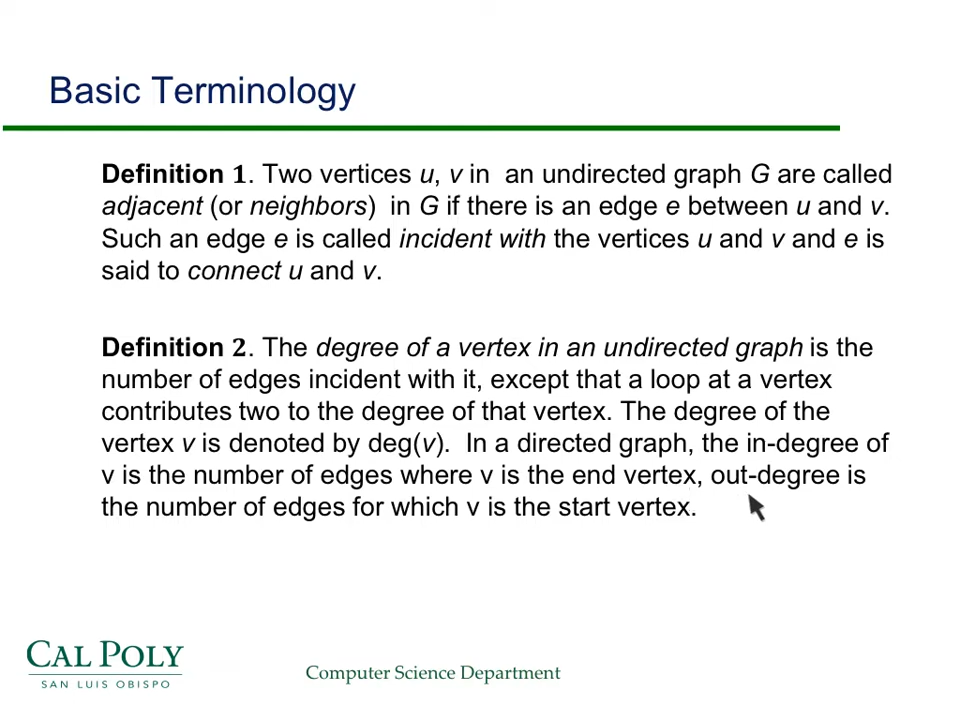 Basic Terminology
Definition 1. Two vertices u, v in an undirected graph G are called
adjacent (or neighbors) in G if there is an edge e between u and v.
Such an edge e is called incident with the vertices u and v and e is
said to connect u and v.
Definition 2. The degree of a vertex in an undirected graph is the
number of edges incident with it, except that a loop at a vertex
contributes two to the degree of that vertex. The degree of the
vertex v is denoted by deg(v). In a directed graph, the in-degree of
v is the number of edges where v is the end vertex, out-degree is
the number of edges for which v is the start vertex.
CAL POLY
SAN LUIS OBISPO
Computer Science Department